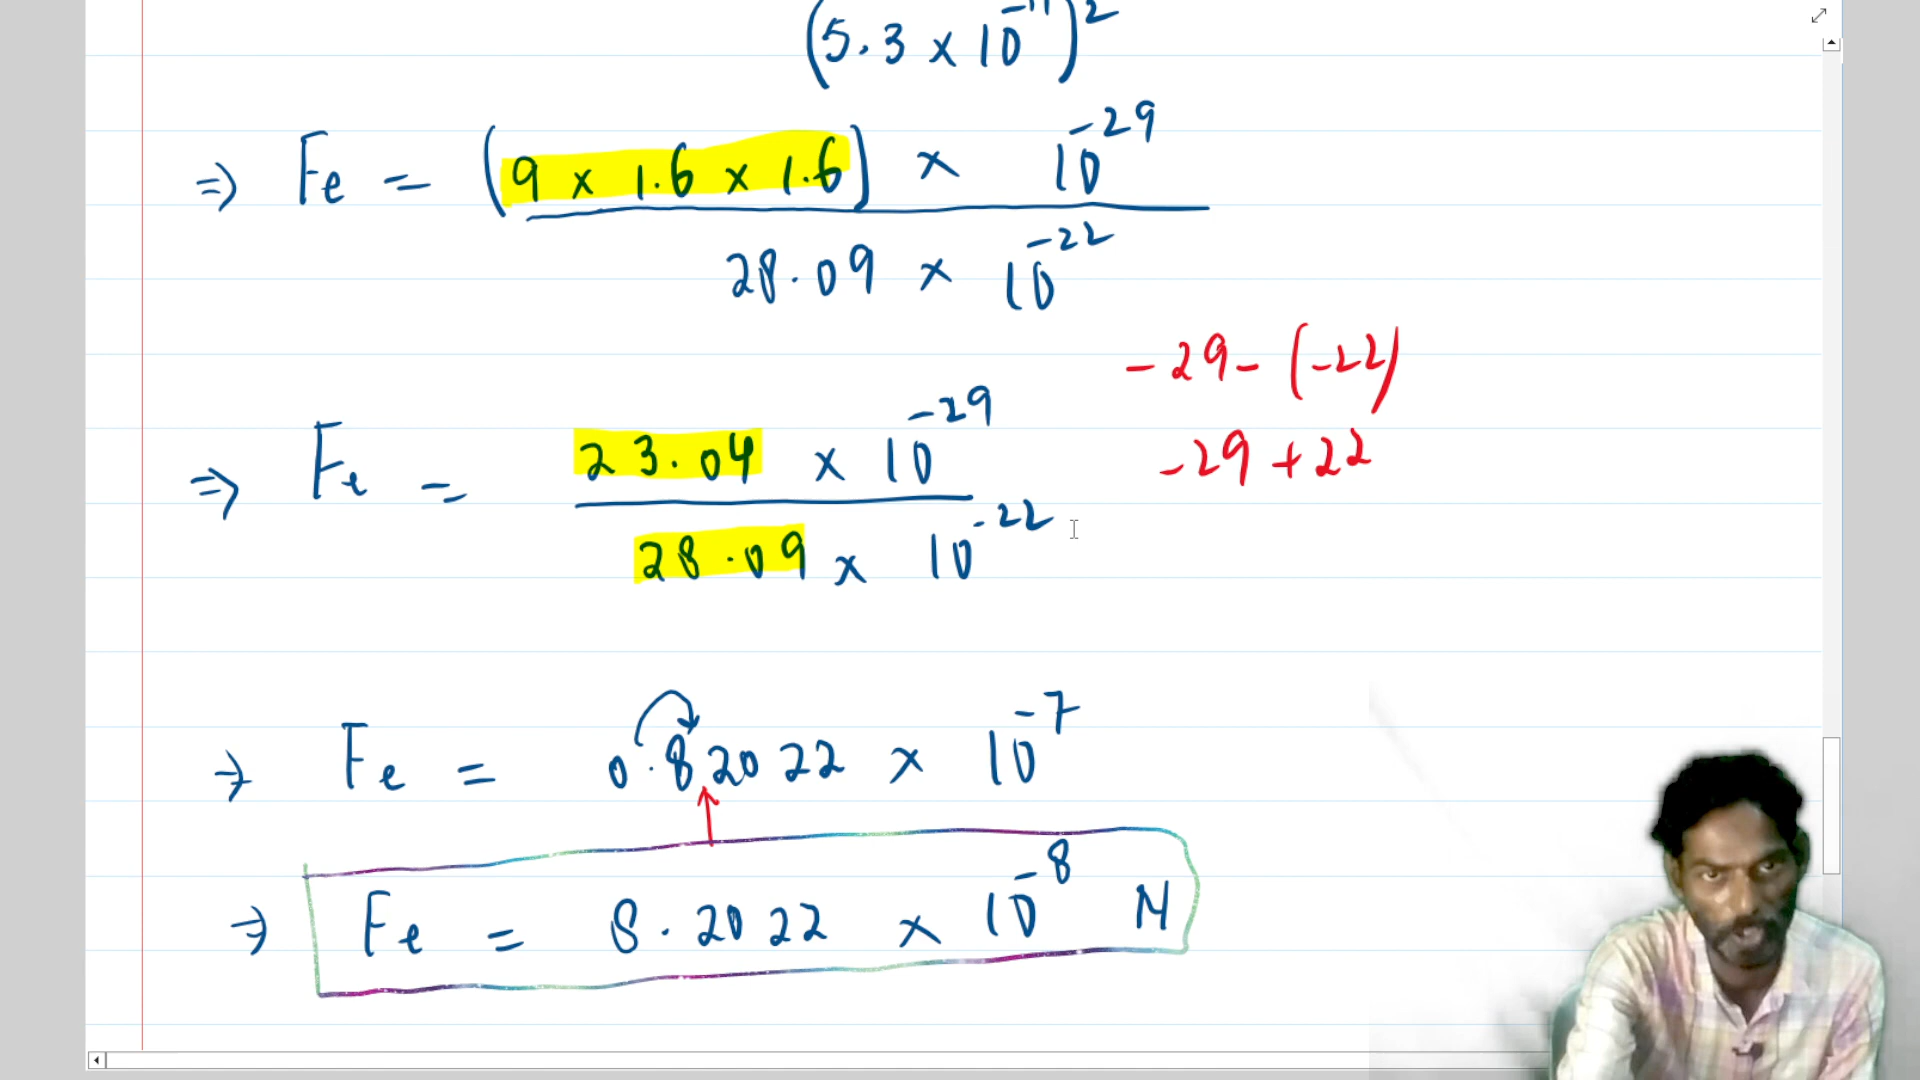 (5.3 x 10^-11)^2
=> Fe = (9 x 1.6 x 1.6) x 10^-29
28.09 x 10^-22
-29-(-22)
=> Fe = 23.04 x 10^-29
-29+22
28.09 x 10^-22
=> Fe = 0.82022 x 10^-7
=> Fe = 8.2022 x 10^-8 N